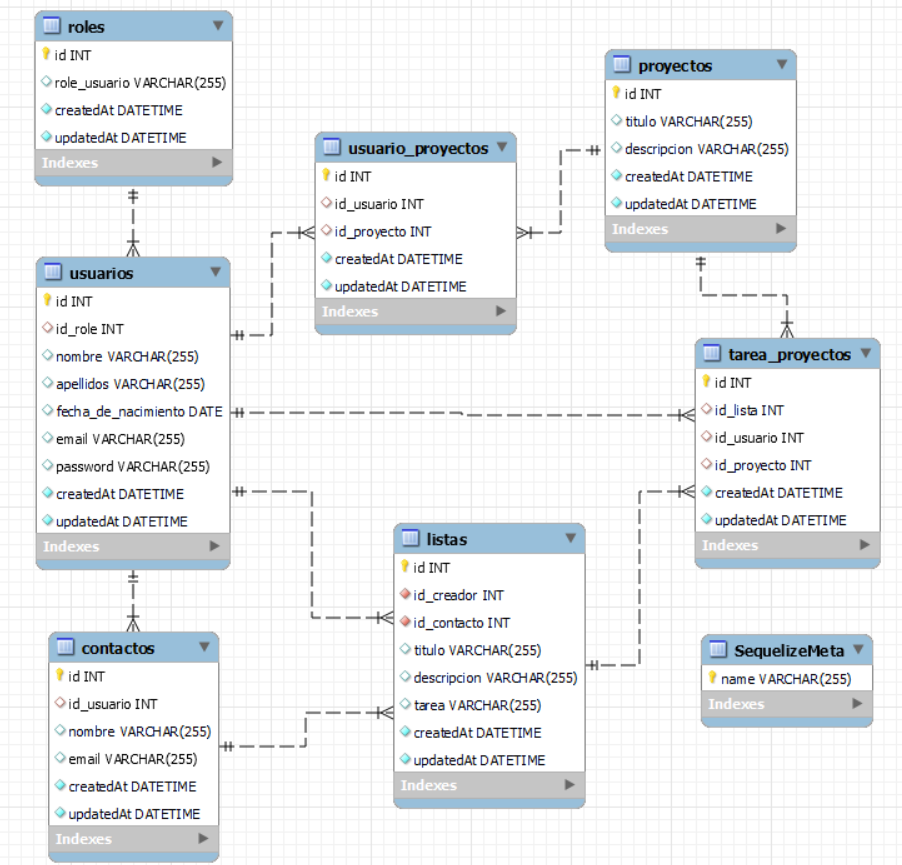 roles
id INT
role_usuario VARCHAR(255)
createdAt DATETIME
updatedAt DATETIME
Indexes
proyectos
id INT
titulo VARCHAR(255)
descripcion VARCHAR(255)
createdAt DATETIME
updatedAt DATETIME
Indexes
usuario_proyectos
id INT
id_usuario INT
id_proyecto INT
createdAt DATETIME
updatedAt DATETIME
Indexes
usuarios
id INT
id_role INT
nombre VARCHAR(255)
apellidos VARCHAR(255)
fecha_de_nacimiento DATE
email VARCHAR(255)
password VARCHAR(255)
createdAt DATETIME
updatedAt DATETIME
Indexes
tarea_proyectos
id INT
id_lista INT
id_usuario INT
id_proyecto INT
createdAt DATETIME
updatedAt DATETIME
Indexes
listas
id INT
id_creador INT
id_contacto INT
titulo VARCHAR(255)
descripcion VARCHAR(255)
tarea VARCHAR(255)
createdAt DATETIME
updatedAt DATETIME
Indexes
contactos
id INT
id_usuario INT
nombre VARCHAR(255)
email VARCHAR(255)
createdAt DATETIME
updatedAt DATETIME
Indexes
SequelizeMeta
name VARCHAR(255)
Indexes